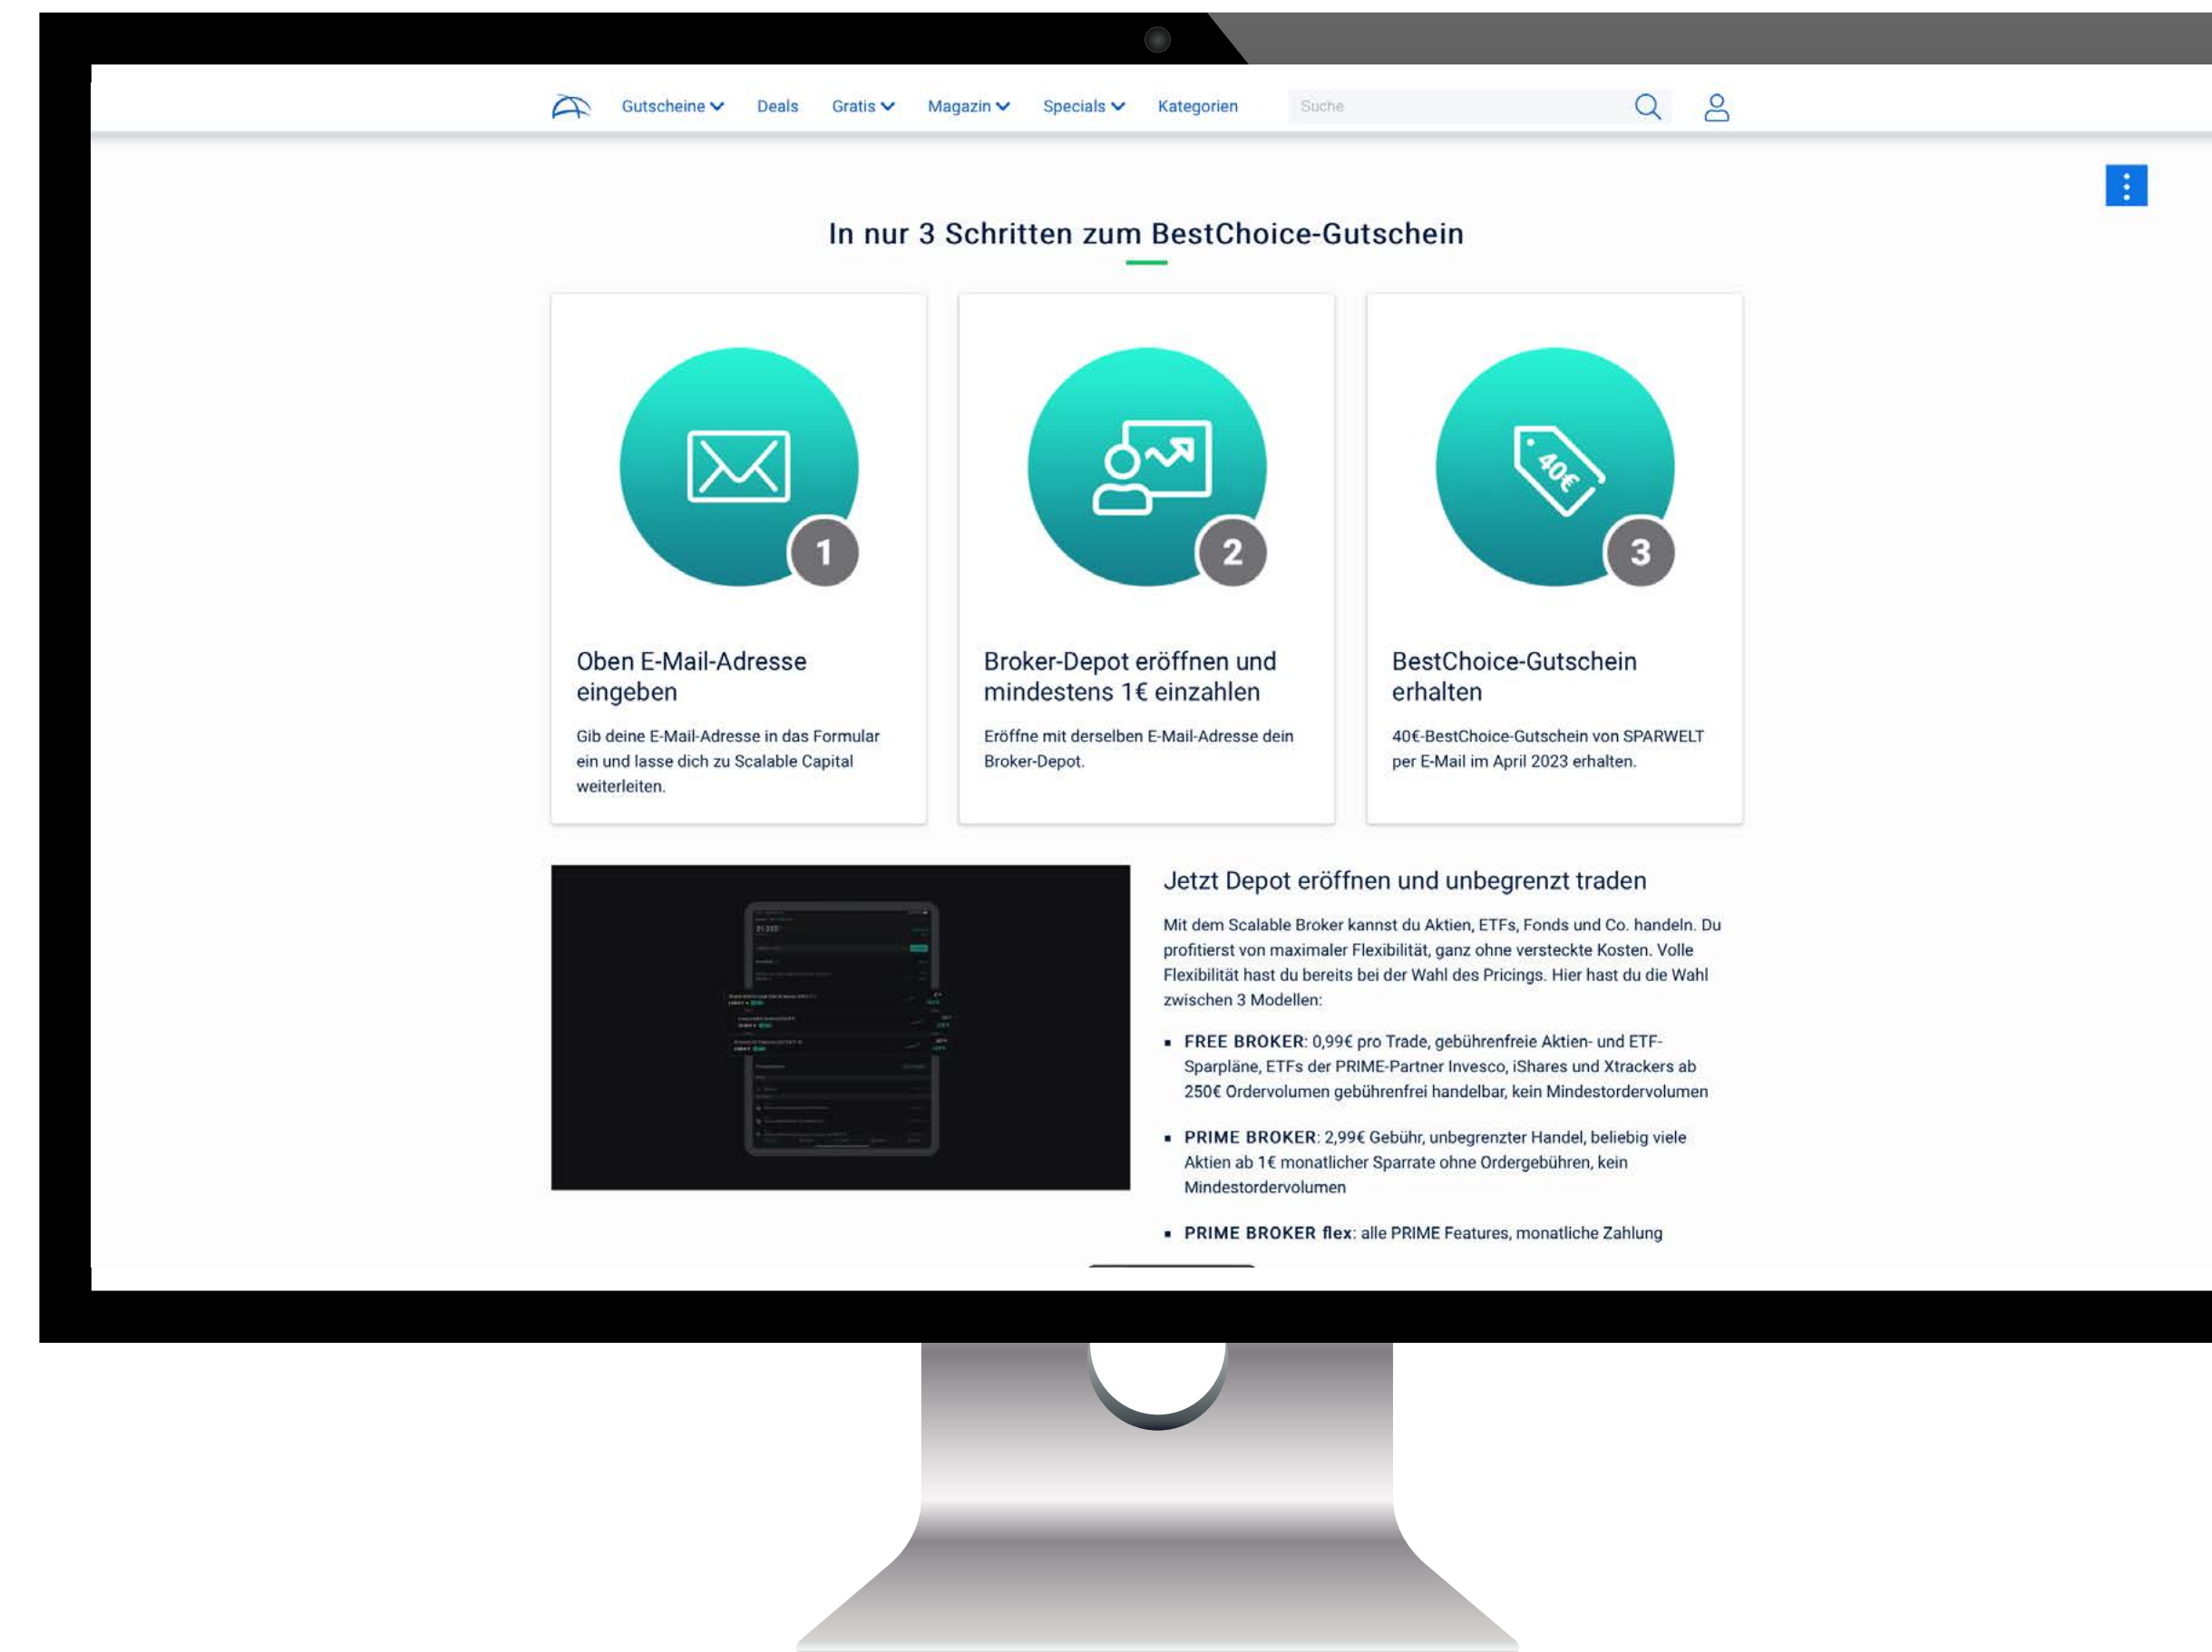 Gutscheine Deals Gratis Magazin Specials Kategorien Suche
In nur 3 Schritten zum BestChoice-Gutschein
1
Oben E-Mail-Adresse
eingeben
Gib deine E-Mail-Adresse in das Formular
ein und lasse dich zu Scalable Capital
weiterleiten.
2
Broker-Depot eröffnen und
mindestens 1€ einzahlen
Eröffne mit derselben E-Mail-Adresse dein
Broker-Depot.
40€
3
BestChoice-Gutschein
erhalten
40€-BestChoice-Gutschein von SPARWELT
per E-Mail im April 2023 erhalten.
Jetzt Depot eröffnen und unbegrenzt traden
Mit dem Scalable Broker kannst du Aktien, ETFs, Fonds und Co. handeln. Du
profitierst von maximaler Flexibilität, ganz ohne versteckte Kosten. Volle
Flexibilität hast du bereits bei der Wahl des Pricings. Hier hast du die Wahl
zwischen 3 Modellen:
▪ FREE BROKER: 0,99€ pro Trade, gebührenfreie Aktien- und ETF-
Sparpläne, ETFs der PRIME-Partner Invesco, iShares und Xtrackers ab
250€ Ordervolumen gebührenfrei handelbar, kein Mindestordervolumen
▪ PRIME BROKER: 2,99€ Gebühr, unbegrenzter Handel, beliebig viele
Aktien ab 1€ monatlicher Sparrate ohne Ordergebühren, kein
Mindestordervolumen
▪ PRIME BROKER flex: alle PRIME Features, monatliche Zahlung